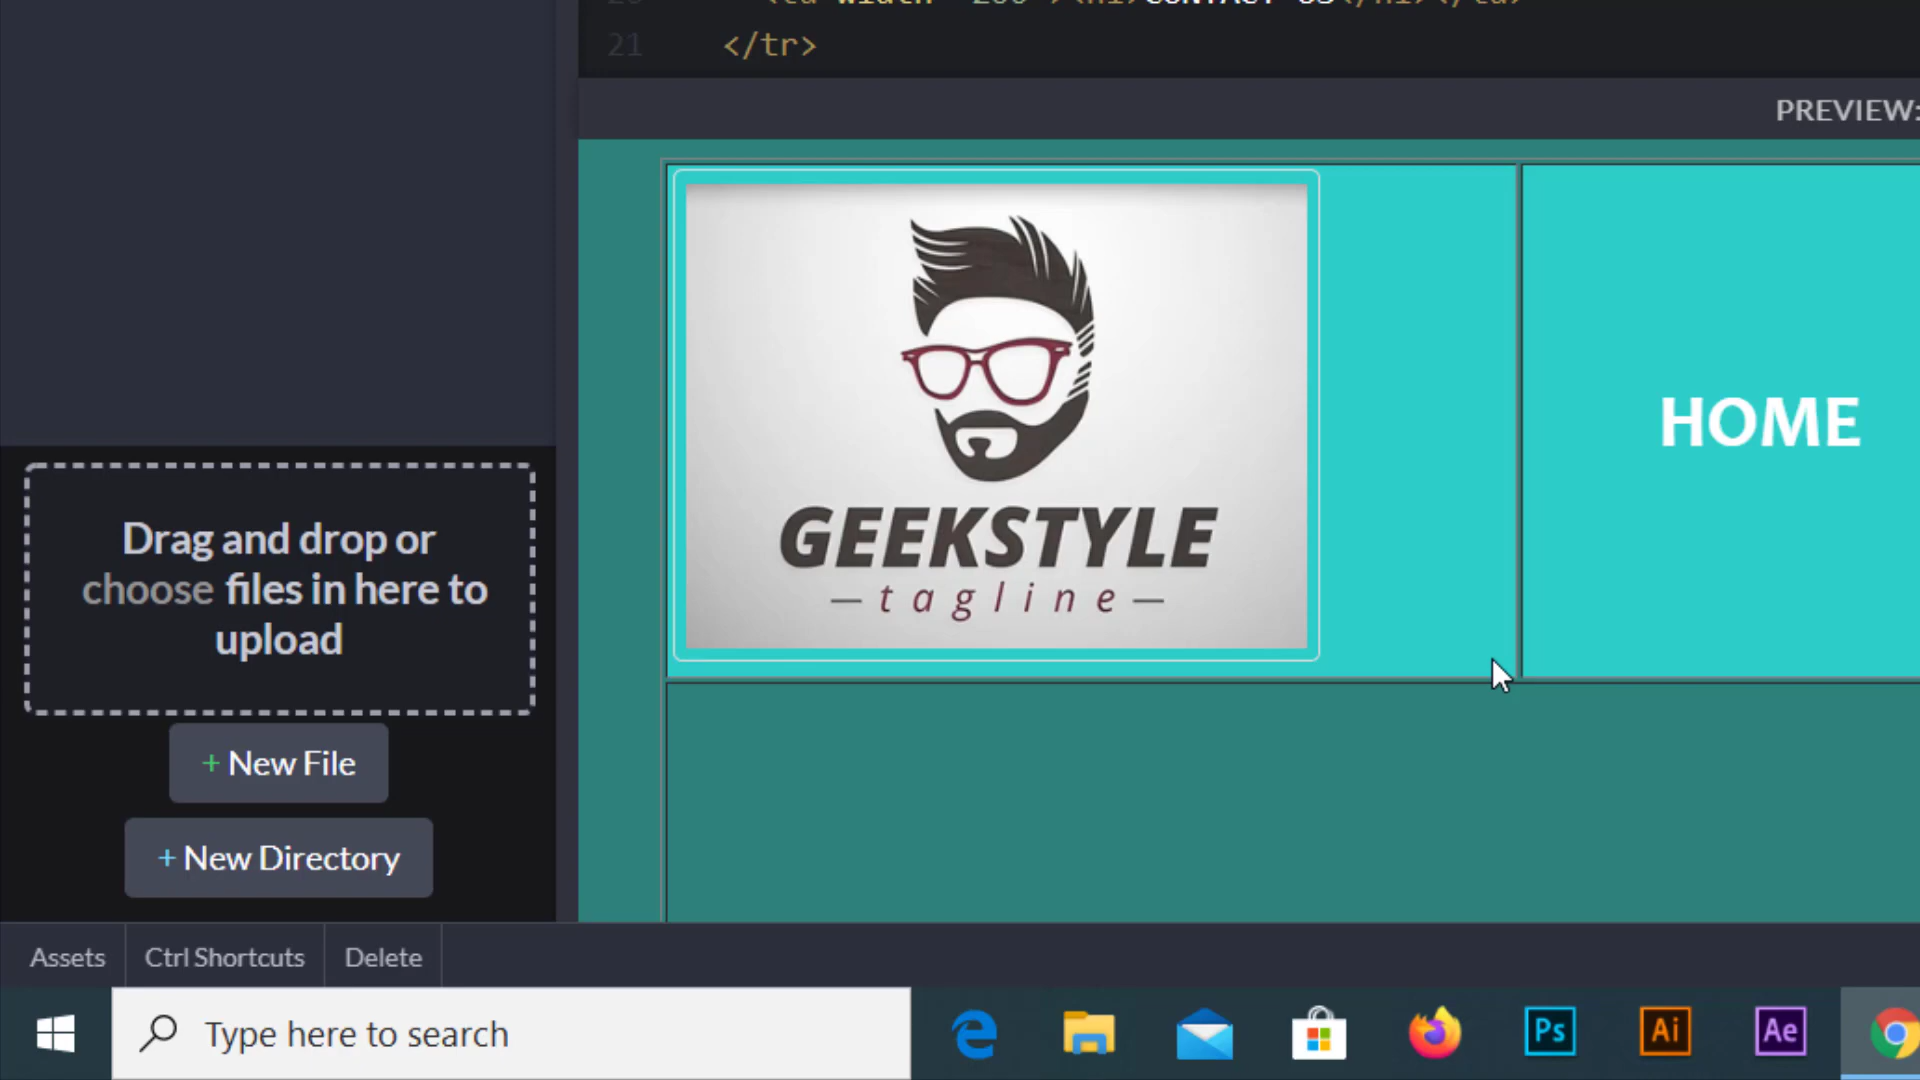 21 </tr>
PREVIEW:
GEEKSTYLE
— tagline —
HOME
Drag and drop or
choose files in here to
upload
+ New File
+ New Directory
Assets Ctrl Shortcuts Delete
Type here to search
Ps Ai Ae